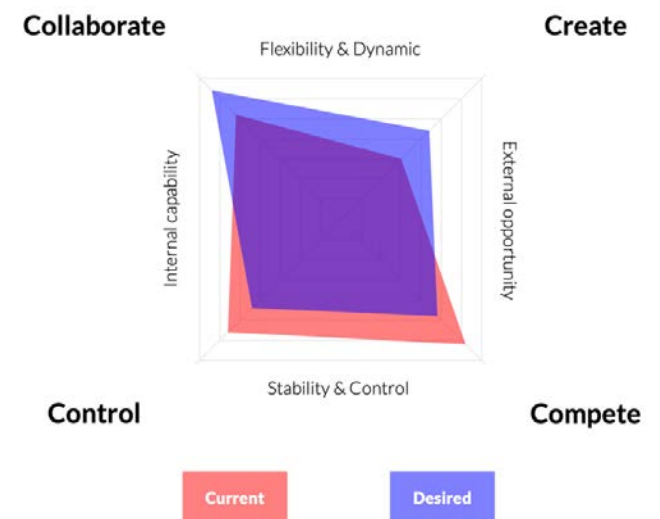 Collaborate
Create
Flexibility & Dynamic
Internal capability
External opportunity
Stability & Control
Control
Compete
Current
Desired